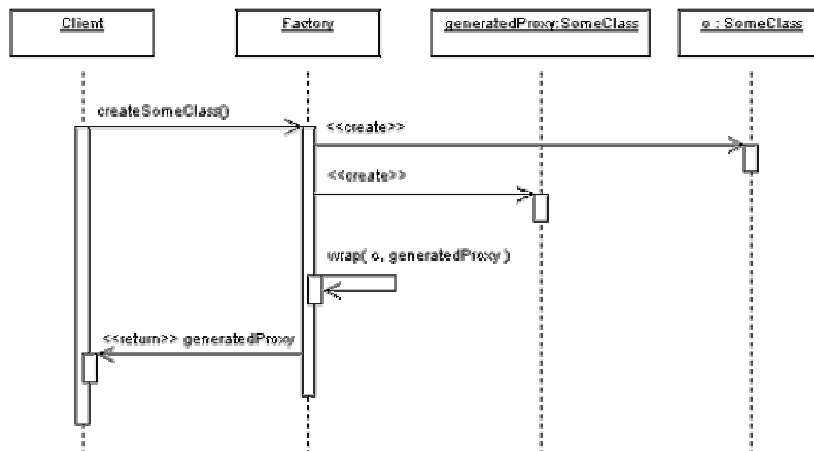 Client
Factory
generatedProxy:SomeClass
o : SomeClass
createSomeClass()
<<create>>
<<create>>
wrap( o, generatedProxy )
<<return>> generatedProxy